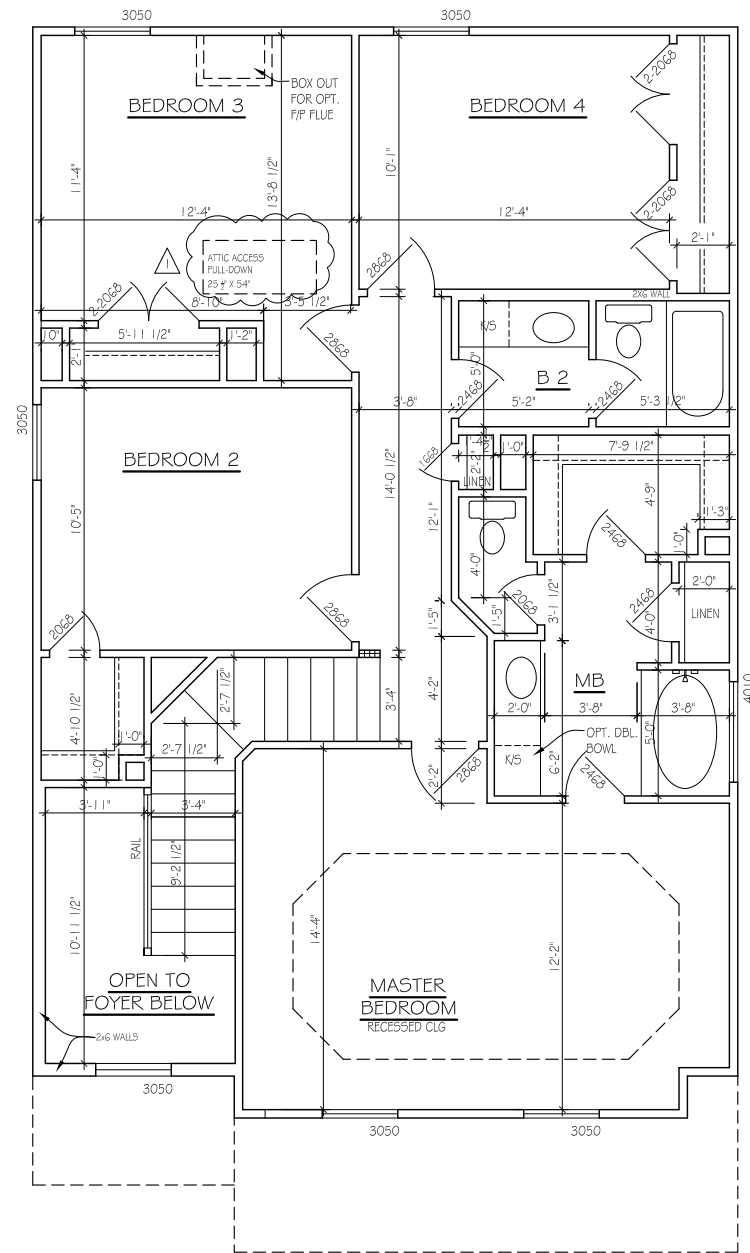 3050
3050
BEDROOM 3
BOX OUT
FOR OPT.
F/P FLUE
BEDROOM 4
2-2068
11'-4"
13'-8 1/2"
10'-1"
12'-4"
12'-4"
2-2068
2'-1"
ATTIC ACCESS
PULL-DOWN
25 ½" X 54"
1
2868
2-2068
8'-10"
3'-5 1/2"
2X6 WALL
10"
5'-11 1/2"
1'-2"
2'-1"
2868
K/S
5'-0"
B 2
2468
2468
3'-8"
5'-2"
5'-3 1/2"
3050
BEDROOM 2
1668
14'-0 1/2"
12'-1"
2'-2"
LINEN
1'-0"
7'-9 1/2"
4'-9"
1'-3"
1'-0"
10'-5"
2468
4'-0"
1'-5"
2068
3'-1 1/2"
2468
4'-0"
2'-0"
LINEN
2068
2868
1'-5"
4'-10 1/2"
1'-0"
1'-0"
2'-7 1/2"
2'-7 1/2"
3'-4"
4'-2"
MB
2'-0"
3'-8"
3'-8"
4010
OPT. DBL.
BOWL
5'-0"
K/S
6'-2"
2'-2"
2868
2468
3'-11"
3'-4"
RAIL
9'-2 1/2"
10'-11 1/2"
14'-4"
12'-2"
OPEN TO
FOYER BELOW
MASTER
BEDROOM
RECESSED CLG
2x6 WALLS
3050
3050
3050